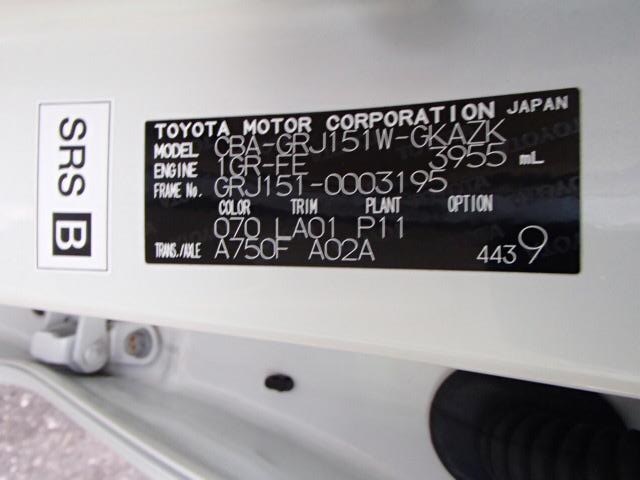 SRS B
TOYOTA MOTOR CORPORATION JAPAN
MODEL CBA-GRJ151W-GKAZK
ENGINE 1GR-FE 3955 mL
FRAME No. GRJ151-0003195
COLOR TRIM PLANT OPTION
070 LA01 P11
TRANS./AXLE A750F A02A
4439